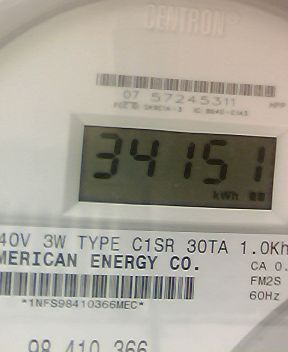 CENTRON®
07 57245311
HPP
34151
kWh
40V 3W TYPE C1SR 30TA 1.0Kh
MERICAN ENERGY CO.
CA 0.
FM2S
60Hz
*1NFS98410366MEC*
98 410 366